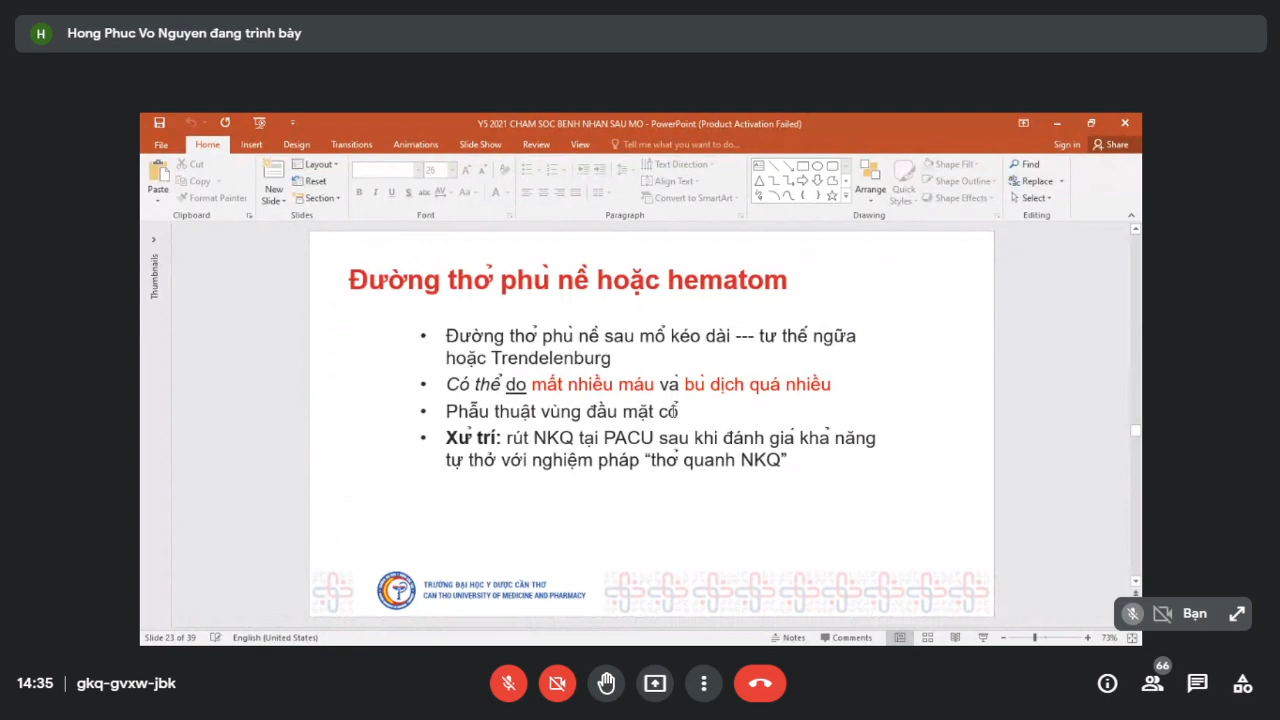 H Hong Phuc Vo Nguyen đang trình bày
Y5 2021 CHAM SOC BENH NHAN SAU MO - PowerPoint (Product Activation Failed)
File Home Insert Design Transitions Animations Slide Show Review View Tell me what you want to do... Sign in Share
Paste
Cut
Copy
Format Painter
Clipboard
New Slide
Layout
Reset
Section
Slides
26
B I U S abc AV Aa A
Font
Text Direction
Align Text
Convert to SmartArt
Paragraph
Arrange
Quick Styles
Shape Fill
Shape Outline
Shape Effects
Drawing
Find
Replace
Select
Editing
Thumbnails
Đường thở phù nề hoặc hematom
• Đường thở phù nề sau mổ kéo dài --- tư thế ngữa
hoặc Trendelenburg
• Có thể do mất nhiều máu và bù dịch quá nhiều
• Phẫu thuật vùng đầu mặt cổ
• Xử trí: rút NKQ tại PACU sau khi đánh giá khả năng
tự thở với nghiệm pháp “thở quanh NKQ”
TRƯỜNG ĐẠI HỌC Y DƯỢC CẦN THƠ
CAN THO UNIVERSITY OF MEDICINE AND PHARMACY
Bạn
Slide 23 of 39 English (United States) Notes Comments 73%
14:35 | gkq-gvxw-jbk
66